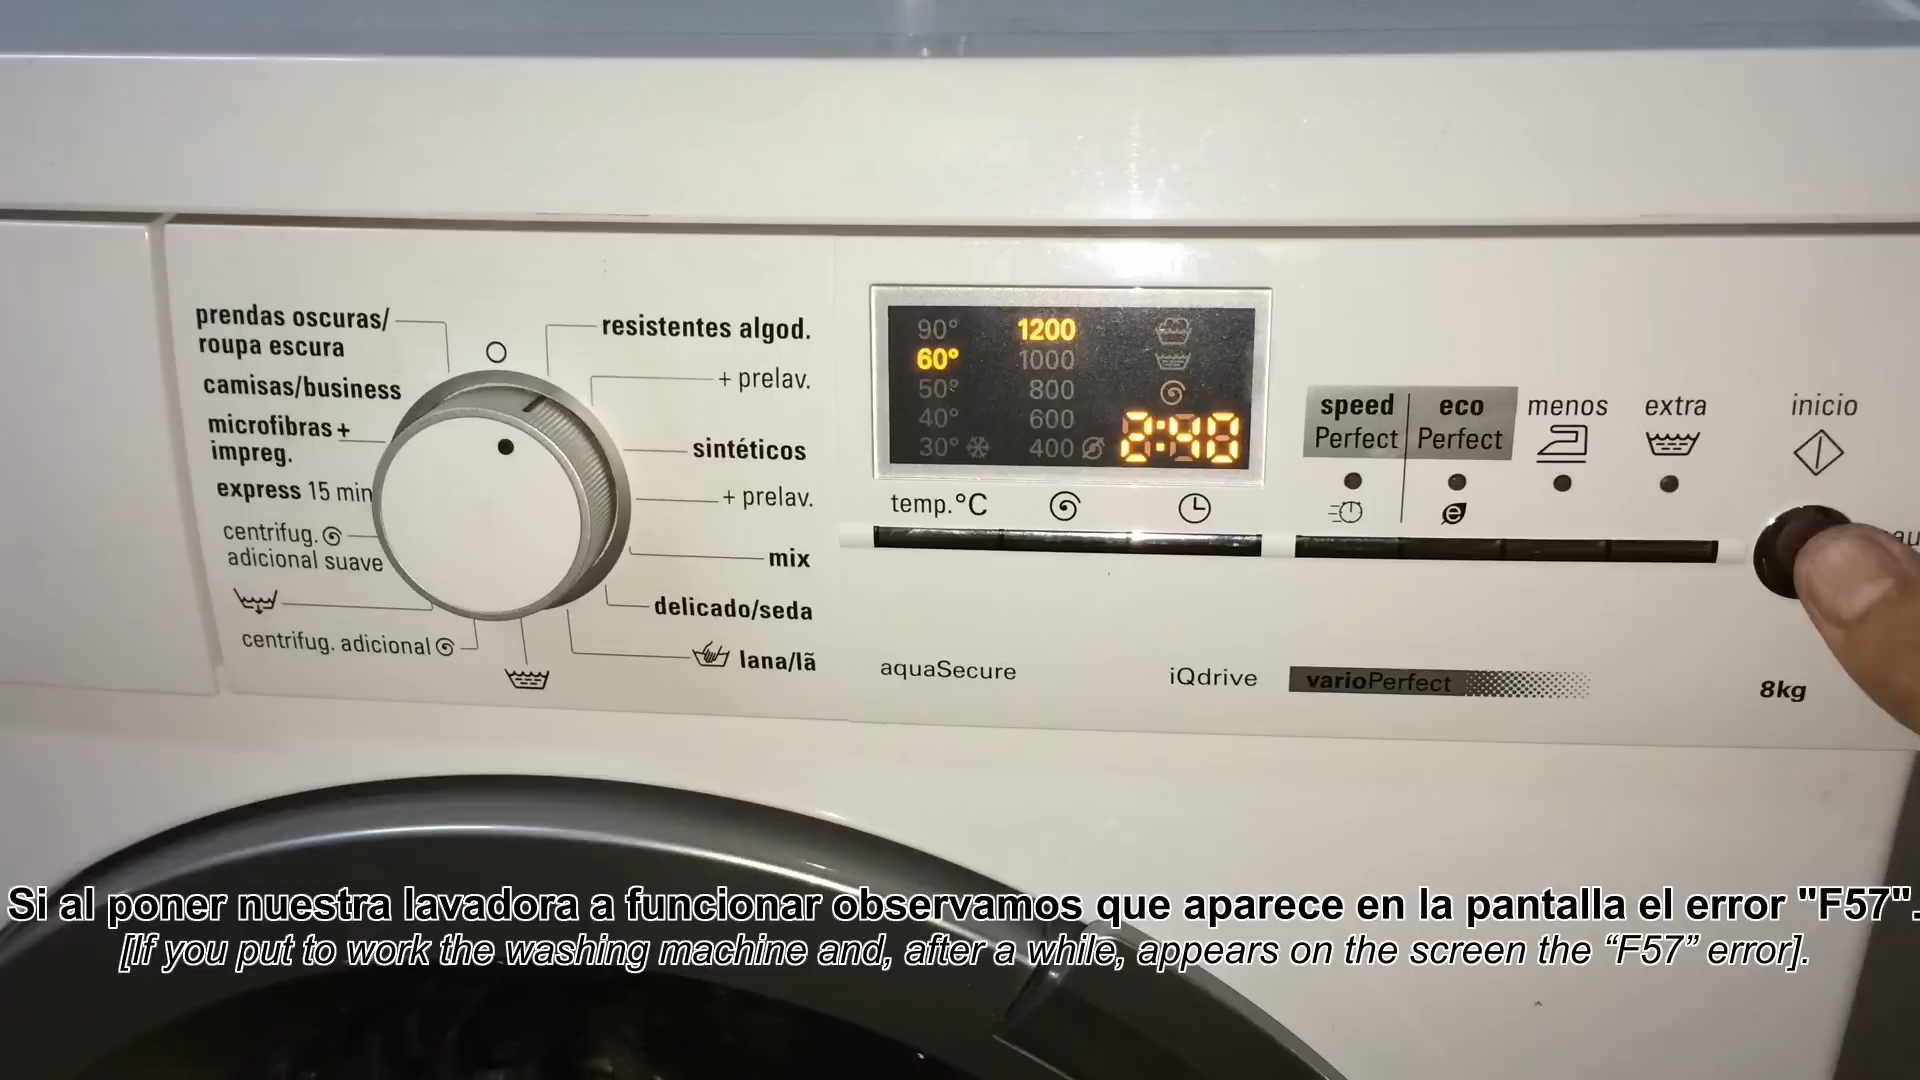 prendas oscuras/
roupa escura
camisas/business
microfibras +
impreg.
express 15 min
centrifug.
adicional suave
centrifug. adicional
resistentes algod.
+ prelav.
sintéticos
+ prelav.
mix
delicado/seda
lana/lã
90° 1200
60° 1000
50° 800
40° 600
30° 400 2:40
temp.°C
speed
Perfect
eco
Perfect
menos
extra
inicio
aquaSecure
iQdrive
varioPerfect
8kg
Si al poner nuestra lavadora a funcionar observamos que aparece en la pantalla el error "F57".
[If you put to work the washing machine and, after a while, appears on the screen the “F57” error].